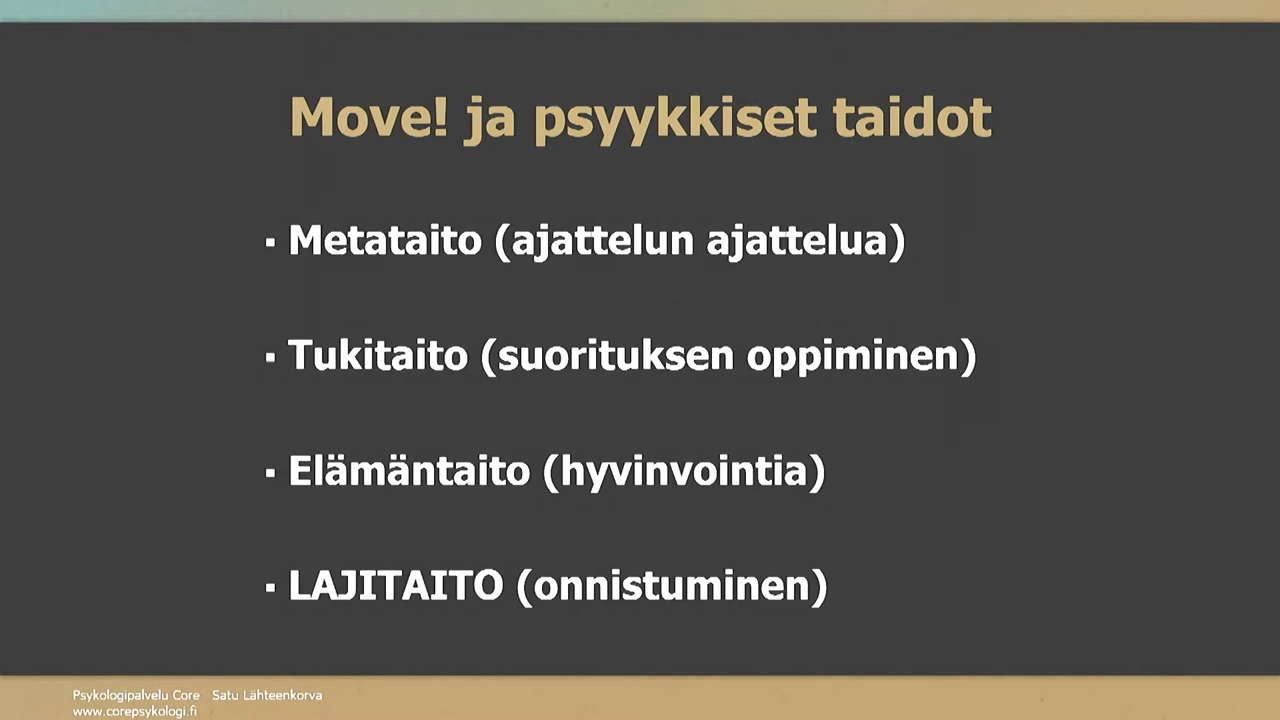 Move! ja psyykkiset taidot
▪ Metataito (ajattelun ajattelua)
▪ Tukitaito (suorituksen oppiminen)
▪ Elämäntaito (hyvinvointia)
▪ LAJITAITO (onnistuminen)
Psykologipalvelu Core Satu Lähteenkorva
www.corepsykologi.fi